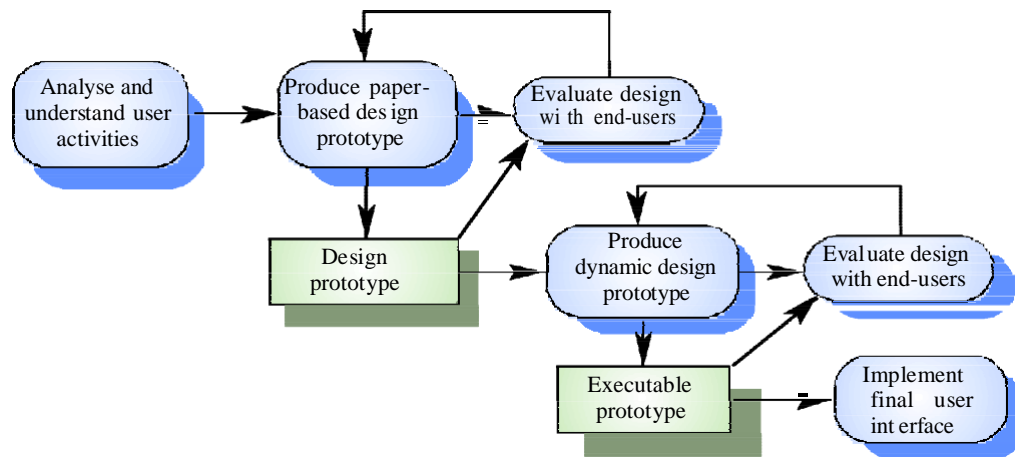 Analyse and
understand user
activities
Produce paper-
based design
prototype
Evaluate design
with end-users
Design
prototype
Produce
dynamic design
prototype
Evaluate design
with end-users
Executable
prototype
Implement
final user
interface